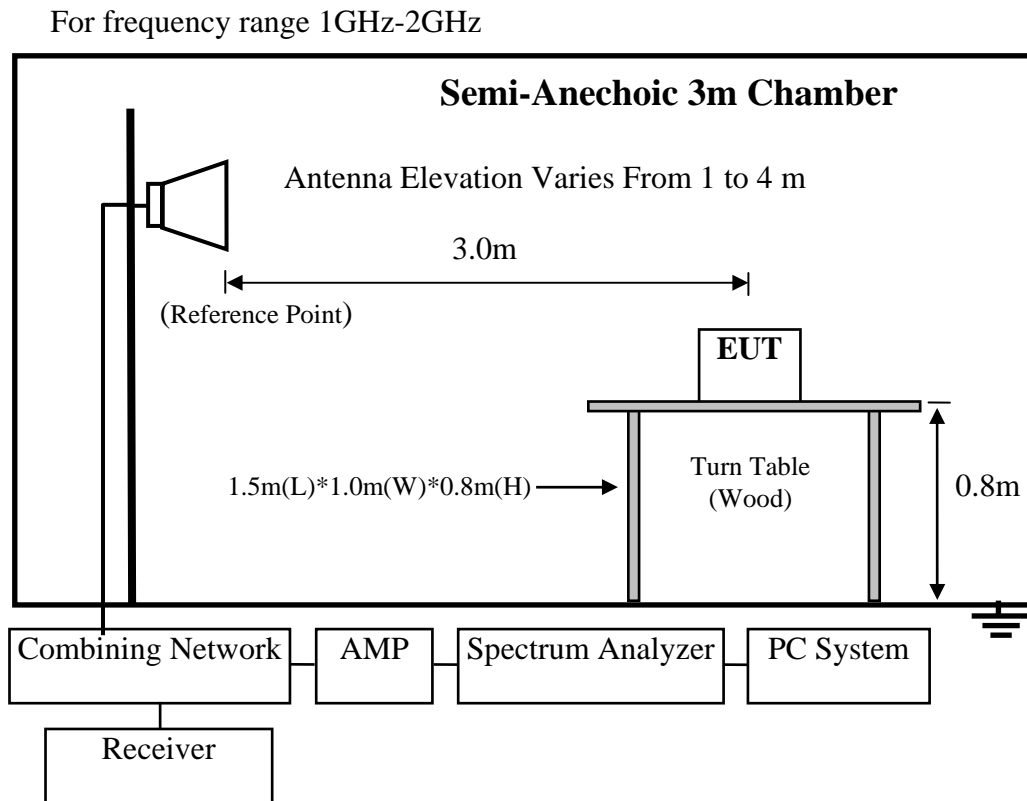 For frequency range 1GHz-2GHz
Semi-Anechoic 3m Chamber
Antenna Elevation Varies From 1 to 4 m
3.0m
(Reference Point)
EUT
1.5m(L)*1.0m(W)*0.8m(H)
Turn Table
(Wood)
0.8m
Combining Network
AMP
Spectrum Analyzer
PC System
Receiver